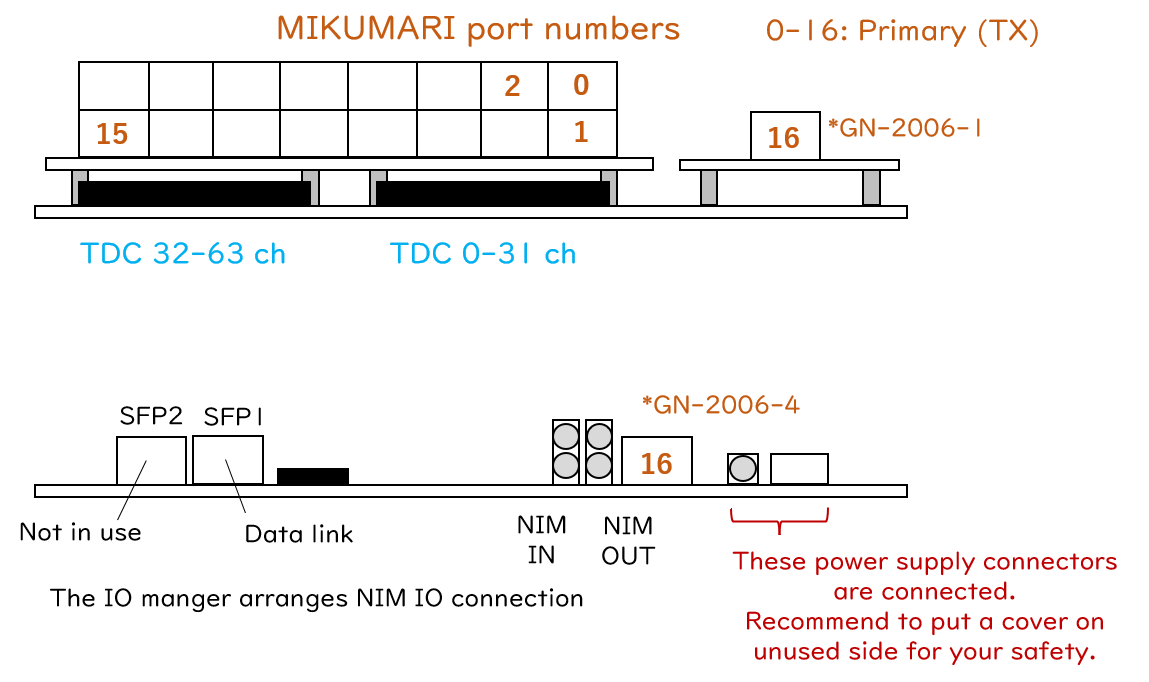 MIKUMARI port numbers
0-16: Primary (TX)
2 0
15 1
16 *GN-2006-1
TDC 32-63 ch TDC 0-31 ch
*GN-2006-4
SFP2 SFP1
16
Not in use
Data link
NIM
IN
NIM
OUT
The IO manger arranges NIM IO connection
These power supply connectors
are connected.
Recommend to put a cover on
unused side for your safety.